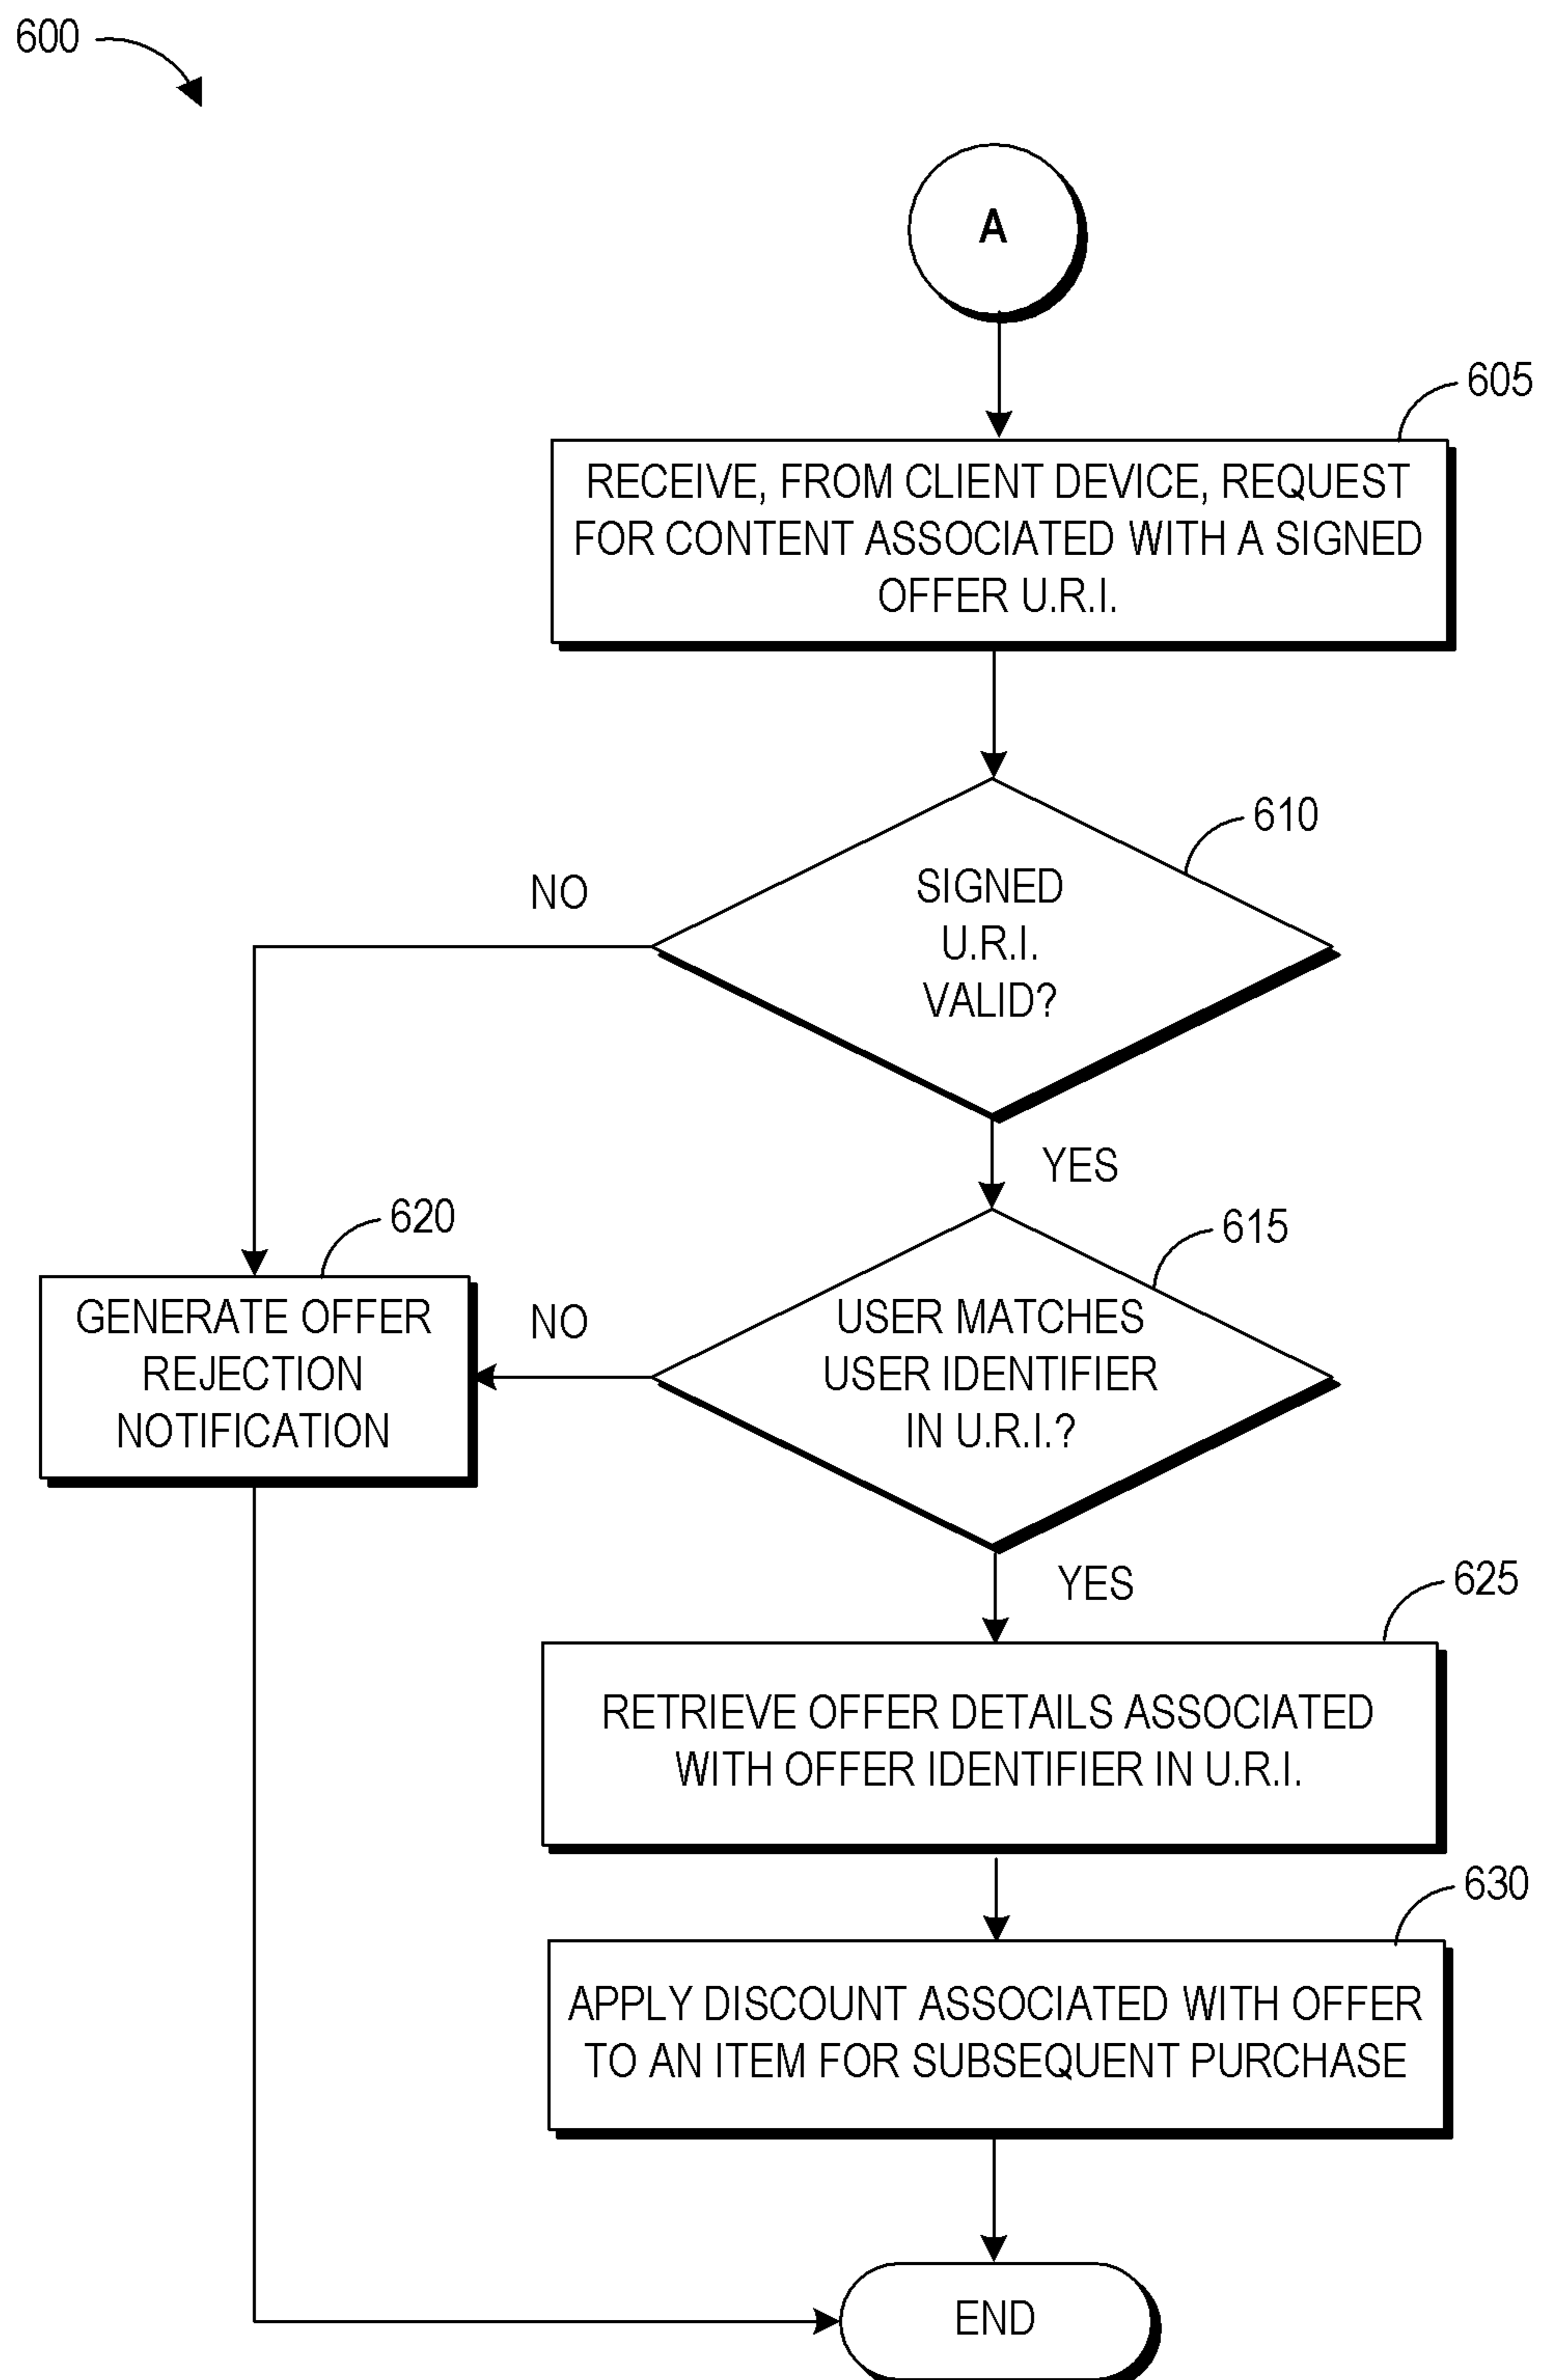 600
A
605
RECEIVE, FROM CLIENT DEVICE, REQUEST
FOR CONTENT ASSOCIATED WITH A SIGNED
OFFER U.R.I.
610
SIGNED
U.R.I.
VALID?
NO
YES
615
USER MATCHES
USER IDENTIFIER
IN U.R.I.?
NO
620
GENERATE OFFER
REJECTION
NOTIFICATION
YES
625
RETRIEVE OFFER DETAILS ASSOCIATED
WITH OFFER IDENTIFIER IN U.R.I.
630
APPLY DISCOUNT ASSOCIATED WITH OFFER
TO AN ITEM FOR SUBSEQUENT PURCHASE
END